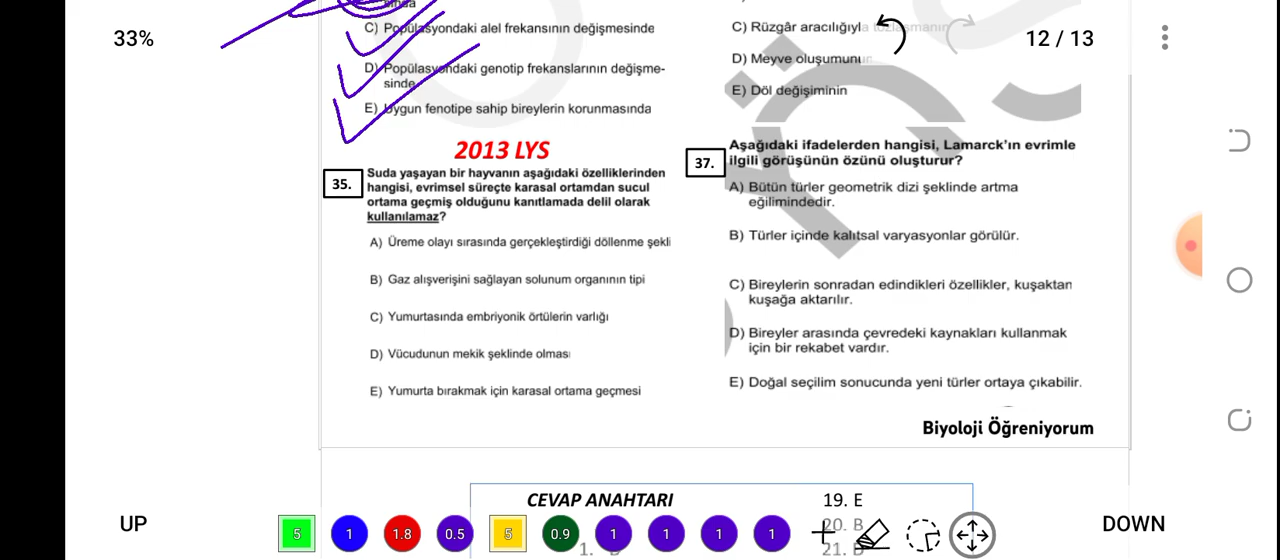 33%
sında
C) Popülasyondaki alel frekansının değişmesinde
D) Popülasyondaki genotip frekanslarının değişme-
sinde
E) Uygun fenotipe sahip bireylerin korunmasında
2013 LYS
35. Suda yaşayan bir hayvanın aşağıdaki özelliklerinden
hangisi, evrimsel süreçte karasal ortamdan sucul
ortama geçmiş olduğunu kanıtlamada delil olarak
kullanılamaz?
A) Üreme olayı sırasında gerçekleştirdiği döllenme şekli
B) Gaz alışverişini sağlayan solunum organının tipi
C) Yumurtasında embriyonik örtülerin varlığı
D) Vücudunun mekik şeklinde olması
E) Yumurta bırakmak için karasal ortama geçmesi
C) Rüzgâr aracılığıyla tozlaşmanın
12 / 13
D) Meyve oluşumunun
E) Döl değişiminin
37. Aşağıdaki ifadelerden hangisi, Lamarck'ın evrimle
ilgili görüşünün özünü oluşturur?
A) Bütün türler geometrik dizi şeklinde artma
eğilimindedir.
B) Türler içinde kalıtsal varyasyonlar görülür.
C) Bireylerin sonradan edindikleri özellikler, kuşaktan
kuşağa aktarılır.
D) Bireyler arasında çevredeki kaynakları kullanmak
için bir rekabet vardır.
E) Doğal seçilim sonucunda yeni türler ortaya çıkabilir.
Biyoloji Öğreniyorum
CEVAP ANAHTARI
19. E
20. B
1.
21.
UP
5 1 1.8 0.5 5 0.9 1 1 1 1
DOWN